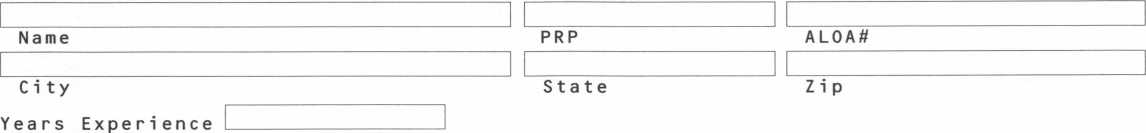 Name PRP ALOA#
City State Zip
Years Experience